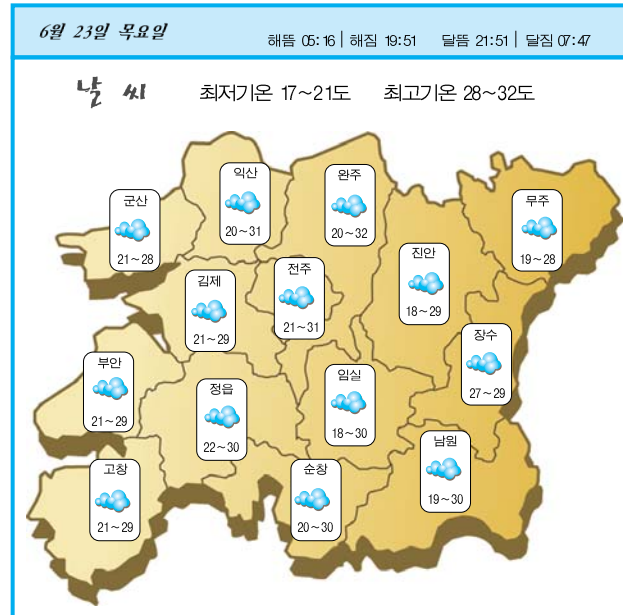 6월 23일 목요일
해뜸 05:16 | 해짐 19:51 달뜸 21:51 | 달짐 07:47
날 씨 최저기온 17~21도 최고기온 28~32도
익산
20~31
완주
20~32
군산
21~28
무주
19~28
진안
18~29
김제
21~29
전주
21~31
장수
27~29
부안
21~29
정읍
22~30
임실
18~30
남원
19~30
고창
21~29
순창
20~30